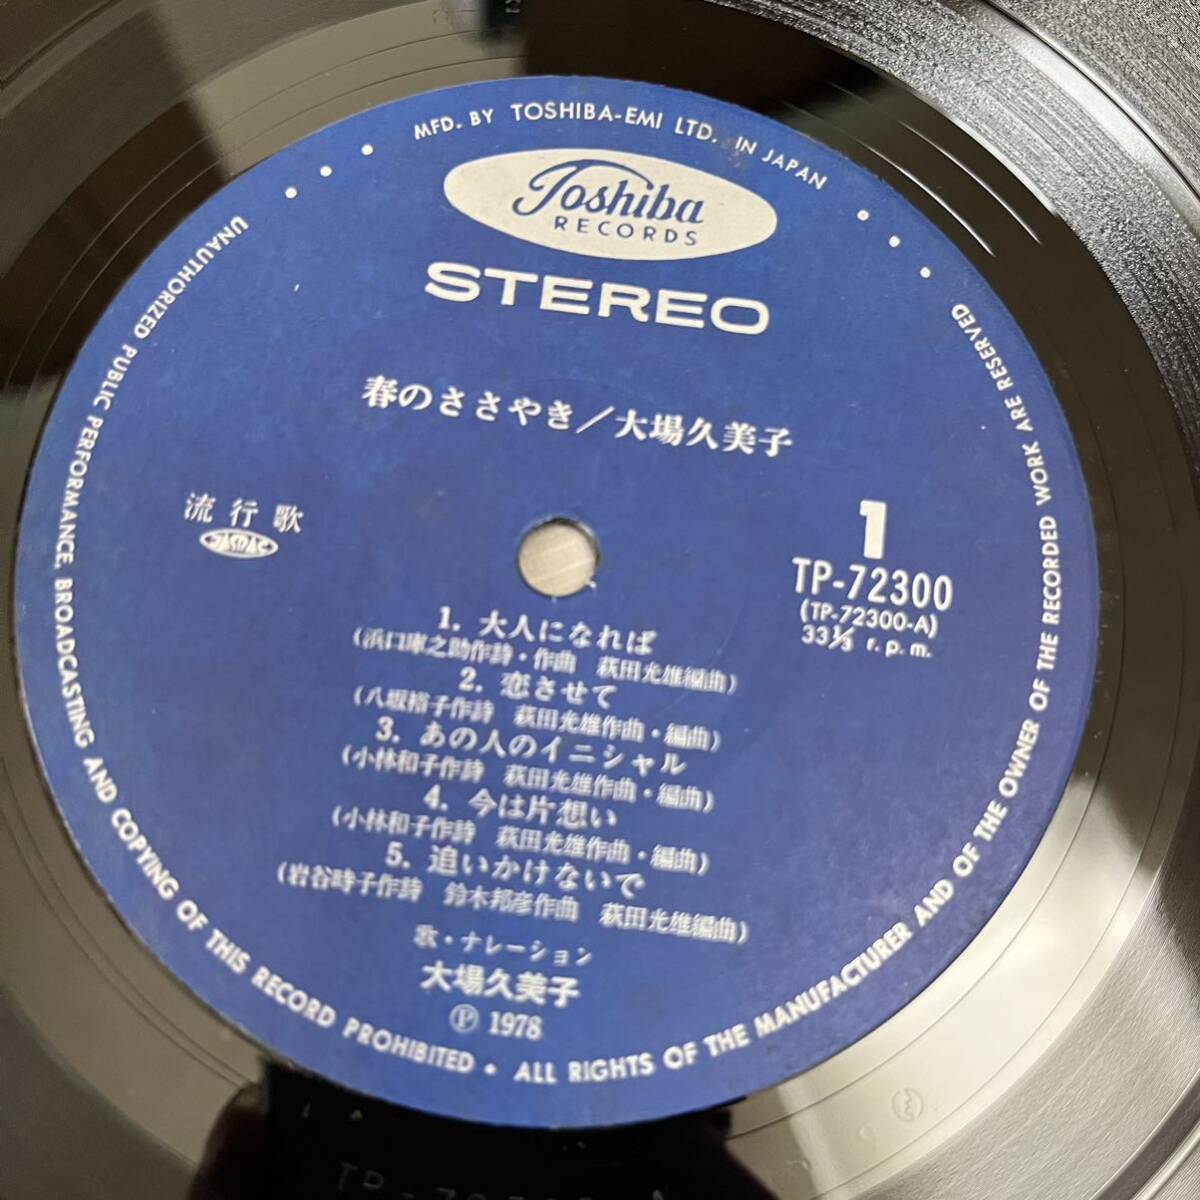 MFD. BY TOSHIBA-EMI LTD. IN JAPAN
Toshiba
RECORDS
STEREO
春のささやき／大場久美子
流行歌
JASRAC
1
TP-72300
(TP-72300-A)
33⅓ r.p.m.
1. 大人になれば
(浜口庫之助作詩・作曲 萩田光雄編曲)
2. 恋させて
(八坂裕子作詩 萩田光雄作曲・編曲)
3. あの人のイニシャル
(小林和子作詩 萩田光雄作曲・編曲)
4. 今は片想い
(小林和子作詩 萩田光雄作曲・編曲)
5. 追いかけないで
(岩谷時子作詩 鈴木邦彦作曲 萩田光雄編曲)
歌・ナレーション
大場久美子
Ⓟ 1978
UNAUTHORIZED PUBLIC PERFORMANCE, BROADCASTING AND COPYING OF THIS RECORD PROHIBITED • ALL RIGHTS OF THE MANUFACTURER AND OF THE OWNER OF THE RECORDED WORK ARE RESERVED